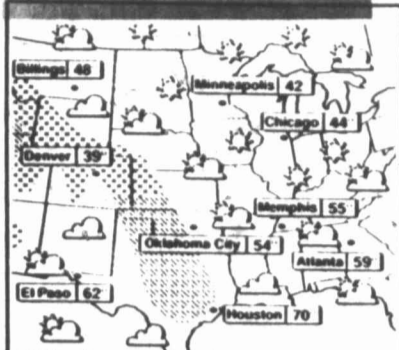 Billings 48°
Minneapolis 42
Chicago 44
Denver 39°
Memphis 55°
Oklahoma City 54°
Atlanta 59°
El Paso 62°
Houston 70